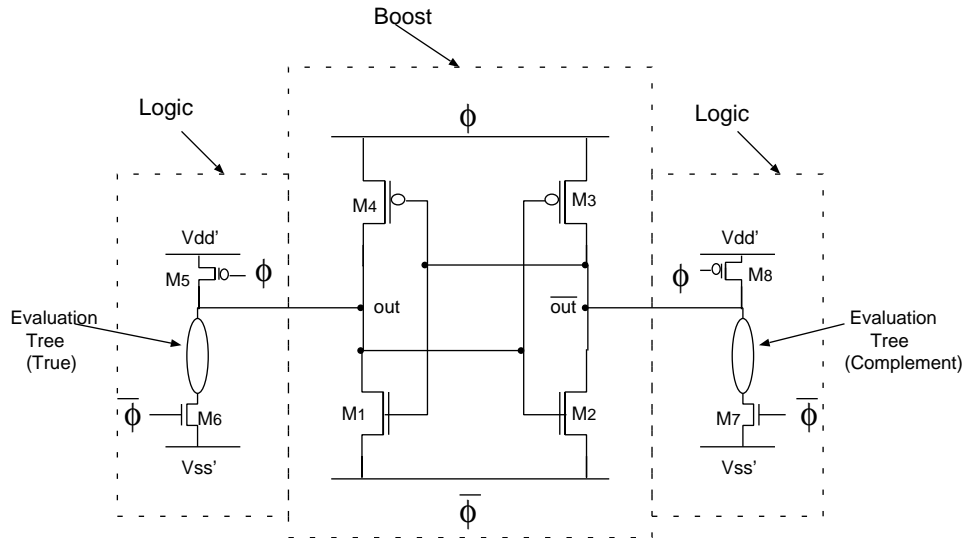 Boost
Logic
ϕ
Logic
M4
M3
Vdd’
Vdd’
M5
ϕ
ϕ
M8
out
o̅u̅t̅
Evaluation
Tree
(True)
Evaluation
Tree
(Complement)
ϕ̅
M6
M1
M2
M7
ϕ̅
Vss’
Vss’
ϕ̅